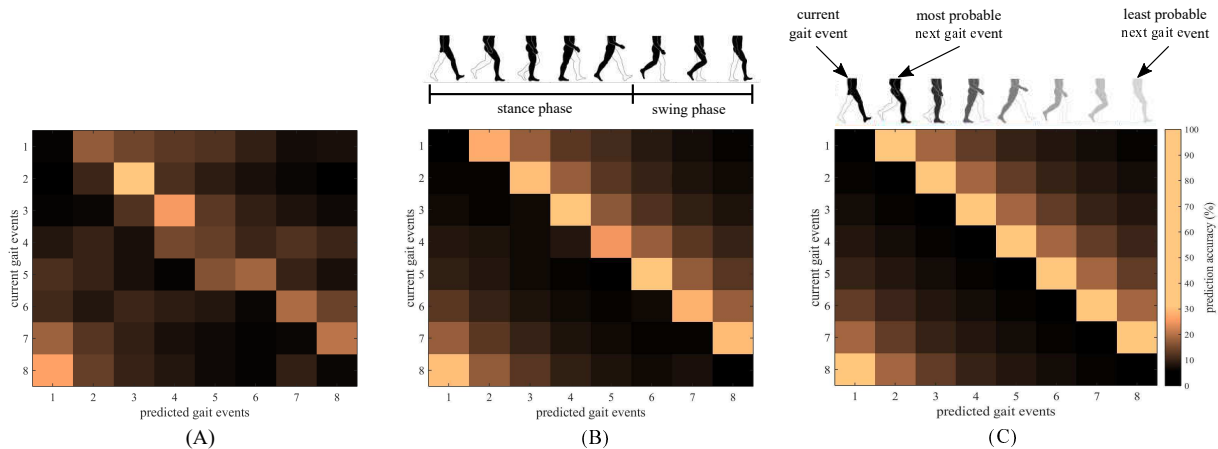 current
gait event
most probable
next gait event
least probable
next gait event
stance phase
swing phase
current gait events
1
2
3
4
5
6
7
8
1 2 3 4 5 6 7 8
predicted gait events
(A)
current gait events
1
2
3
4
5
6
7
8
1 2 3 4 5 6 7 8
predicted gait events
(B)
current gait events
1
2
3
4
5
6
7
8
1 2 3 4 5 6 7 8
predicted gait events
(C)
100
90
80
70
60
50
40
30
20
10
0
prediction accuracy (%)